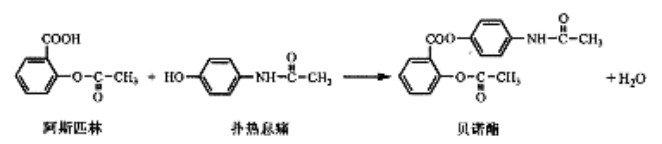 COOH
O—C—CH₃
O
+
HO
NH—C—CH₃
O
COO
NH—C—CH₃
O
O—C—CH₃
O
+H₂O
阿斯匹林
扑热息痛
贝诺酯